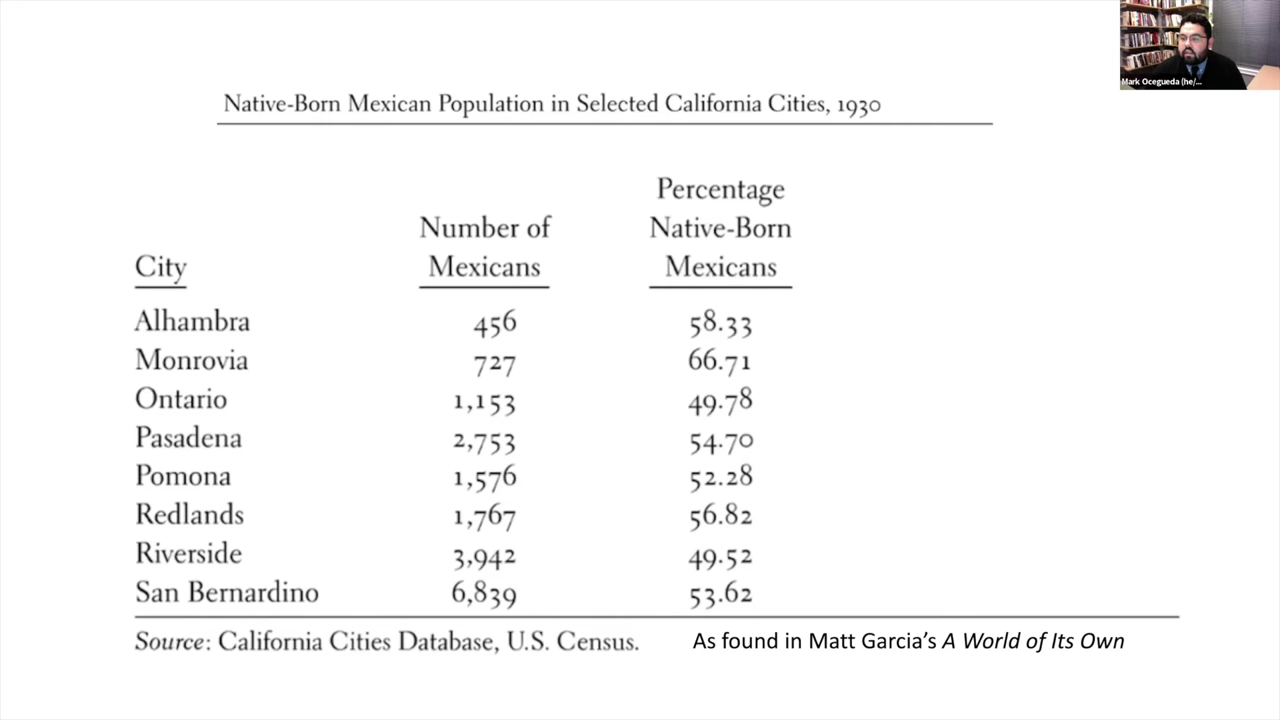 Mark Ocegueda (he/...
Native-Born Mexican Population in Selected California Cities, 1930
Percentage
Number of Native-Born
City Mexicans Mexicans
Alhambra 456 58.33
Monrovia 727 66.71
Ontario 1,153 49.78
Pasadena 2,753 54.70
Pomona 1,576 52.28
Redlands 1,767 56.82
Riverside 3,942 49.52
San Bernardino 6,839 53.62
Source: California Cities Database, U.S. Census. As found in Matt Garcia’s A World of Its Own